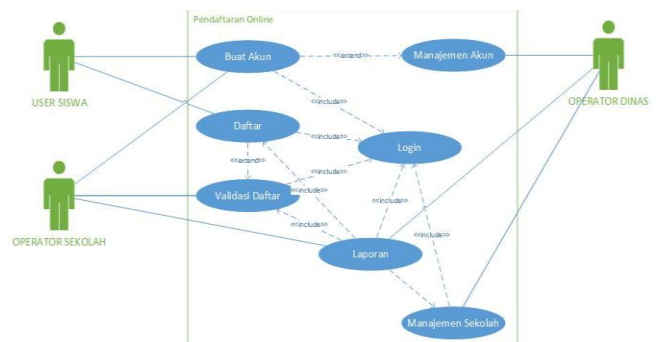 Pendaftaran Online
Buat Akun
<<extend>>
Manajemen Akun
USER SISWA
OPERATOR DINAS
<<include>>
Daftar
<<include>>
Login
<<extend>>
<<include>>
Validasi Daftar
<<include>>
<<include>>
<<include>>
<<include>>
OPERATOR SEKOLAH
Laporan
Manajemen Sekolah